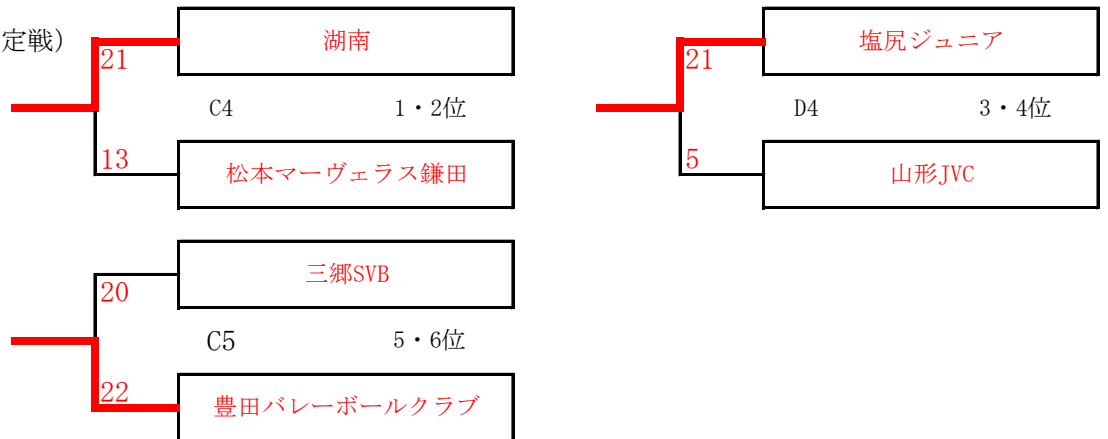 定戦)
湖南
21
C4 1・2位
13
松本マーヴェラス鎌田
塩尻ジュニア
21
D4 3・4位
5
山形JVC
三郷SVB
20
C5 5・6位
22
豊田バレーボールクラブ